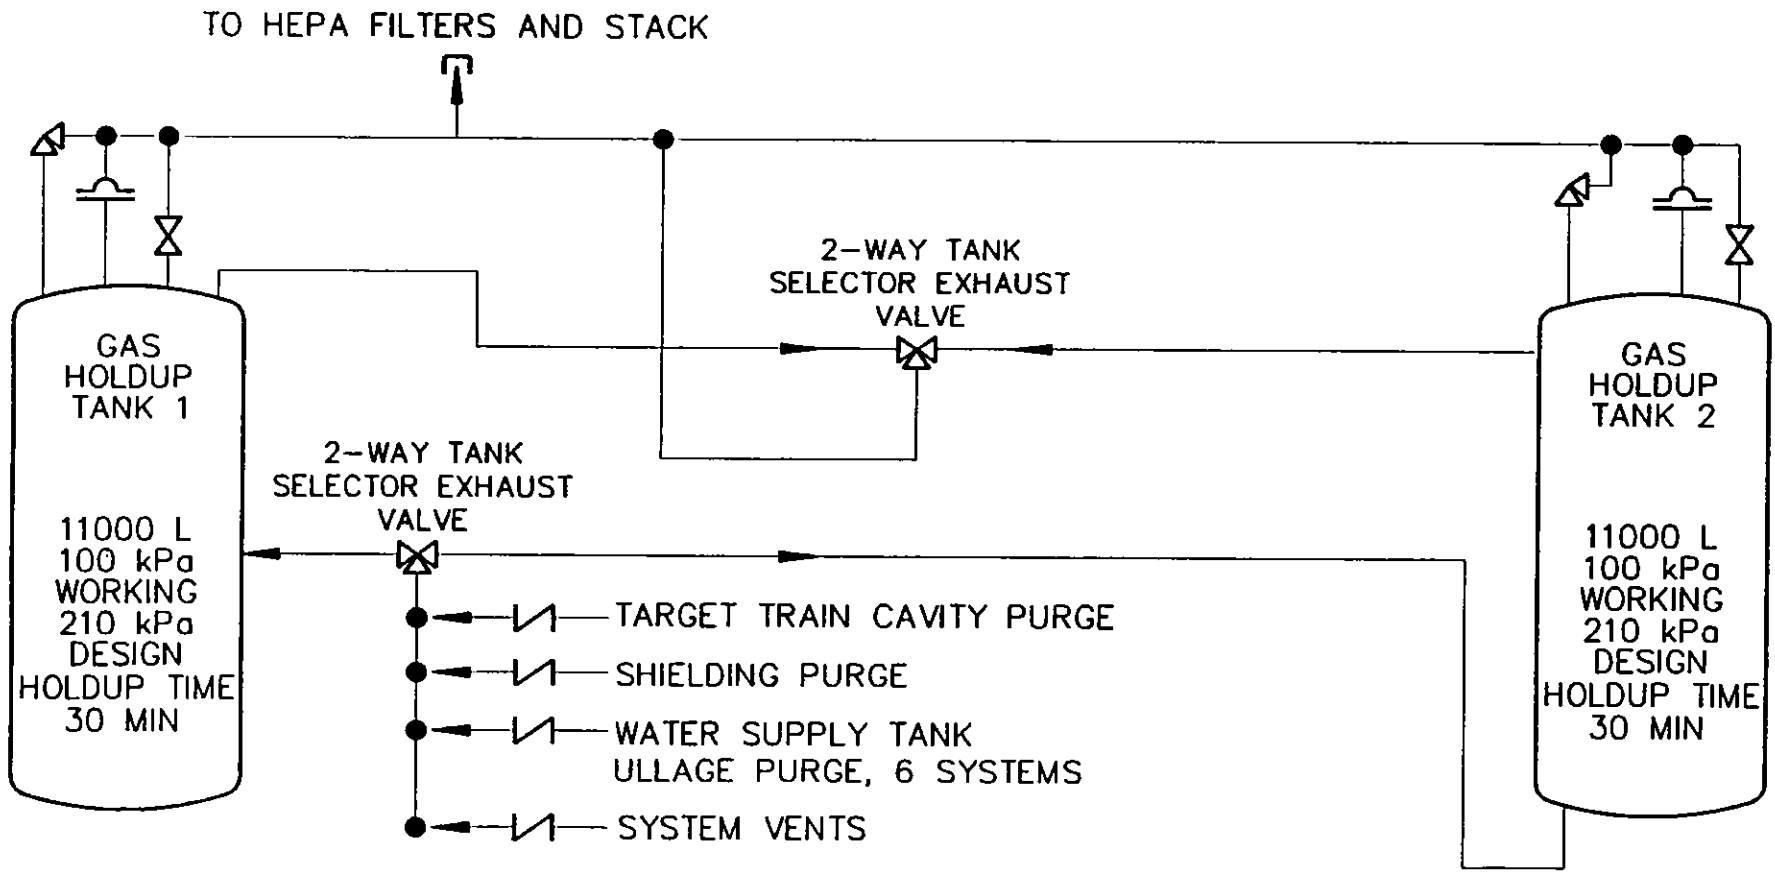 TO HEPA FILTERS AND STACK
2-WAY TANK
SELECTOR EXHAUST
VALVE
GAS
HOLDUP
TANK 1
GAS
HOLDUP
TANK 2
2-WAY TANK
SELECTOR EXHAUST
VALVE
11000 L
100 kPa
WORKING
210 kPa
DESIGN
HOLDUP TIME
30 MIN
11000 L
100 kPa
WORKING
210 kPa
DESIGN
HOLDUP TIME
30 MIN
TARGET TRAIN CAVITY PURGE
SHIELDING PURGE
WATER SUPPLY TANK
ULLAGE PURGE, 6 SYSTEMS
SYSTEM VENTS